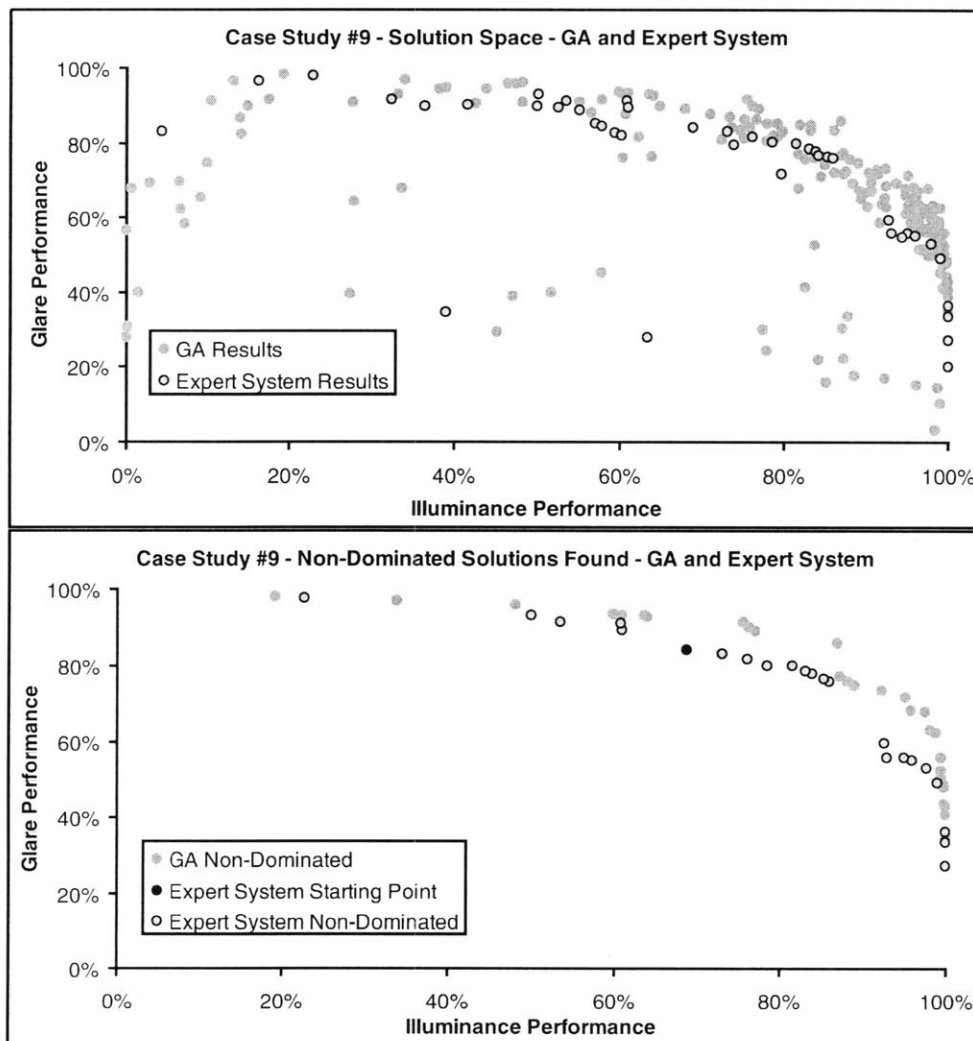 Case Study #9 - Solution Space - GA and Expert System
100%
80%
60%
40%
20%
0%
Glare Performance
GA Results
Expert System Results
0% 20% 40% 60% 80% 100%
Illuminance Performance
Case Study #9 - Non-Dominated Solutions Found - GA and Expert System
100%
80%
60%
40%
20%
0%
Glare Performance
GA Non-Dominated
Expert System Starting Point
Expert System Non-Dominated
0% 20% 40% 60% 80% 100%
Illuminance Performance